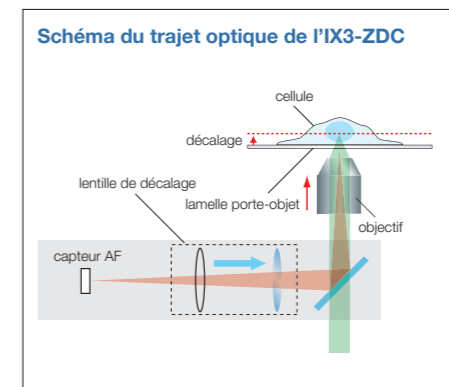 Schéma du trajet optique de l'IX3-ZDC
cellule
décalage
lentille de décalage
lamelle porte-objet
objectif
capteur AF